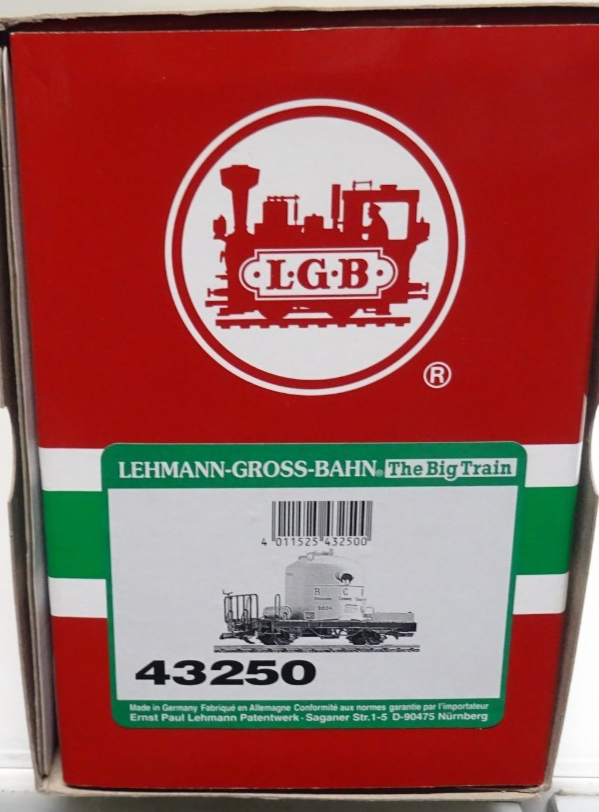 L·G·B
®
LEHMANN-GROSS-BAHN® The Big Train
4 011525 432500
43250
Made in Germany Fabriqué en Allemagne Conformité aux normes garantie par l'importateur
Ernst Paul Lehmann Patentwerk · Saganer Str.1-5 D-90475 Nürnberg